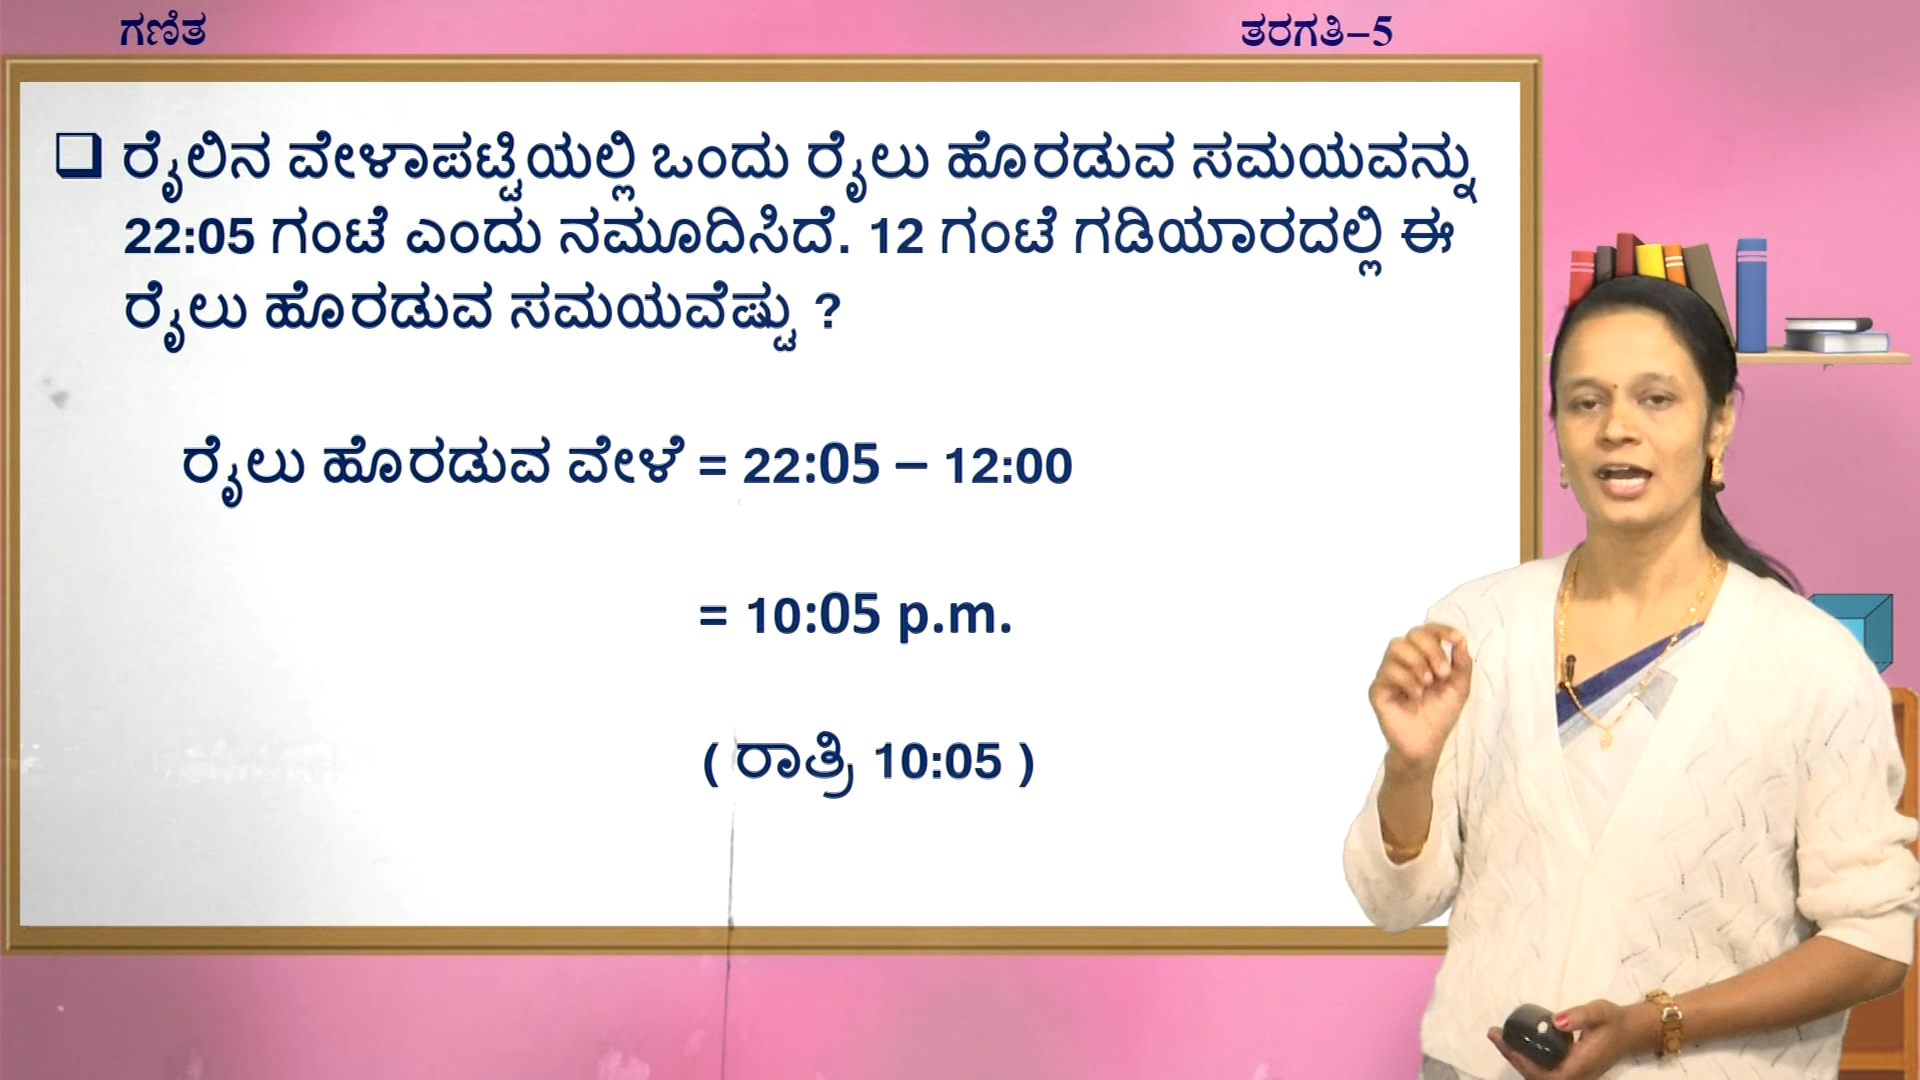 ಗಣಿತ
ತರಗತಿ–5
❑ ರೈಲಿನ ವೇಳಾಪಟ್ಟಿಯಲ್ಲಿ ಒಂದು ರೈಲು ಹೊರಡುವ ಸಮಯವನ್ನು
22:05 ಗಂಟೆ ಎಂದು ನಮೂದಿಸಿದೆ. 12 ಗಂಟೆ ಗಡಿಯಾರದಲ್ಲಿ ಈ
ರೈಲು ಹೊರಡುವ ಸಮಯವೆಷ್ಟು ?
ರೈಲು ಹೊರಡುವ ವೇಳೆ = 22:05 – 12:00
= 10:05 p.m.
( ರಾತ್ರಿ 10:05 )